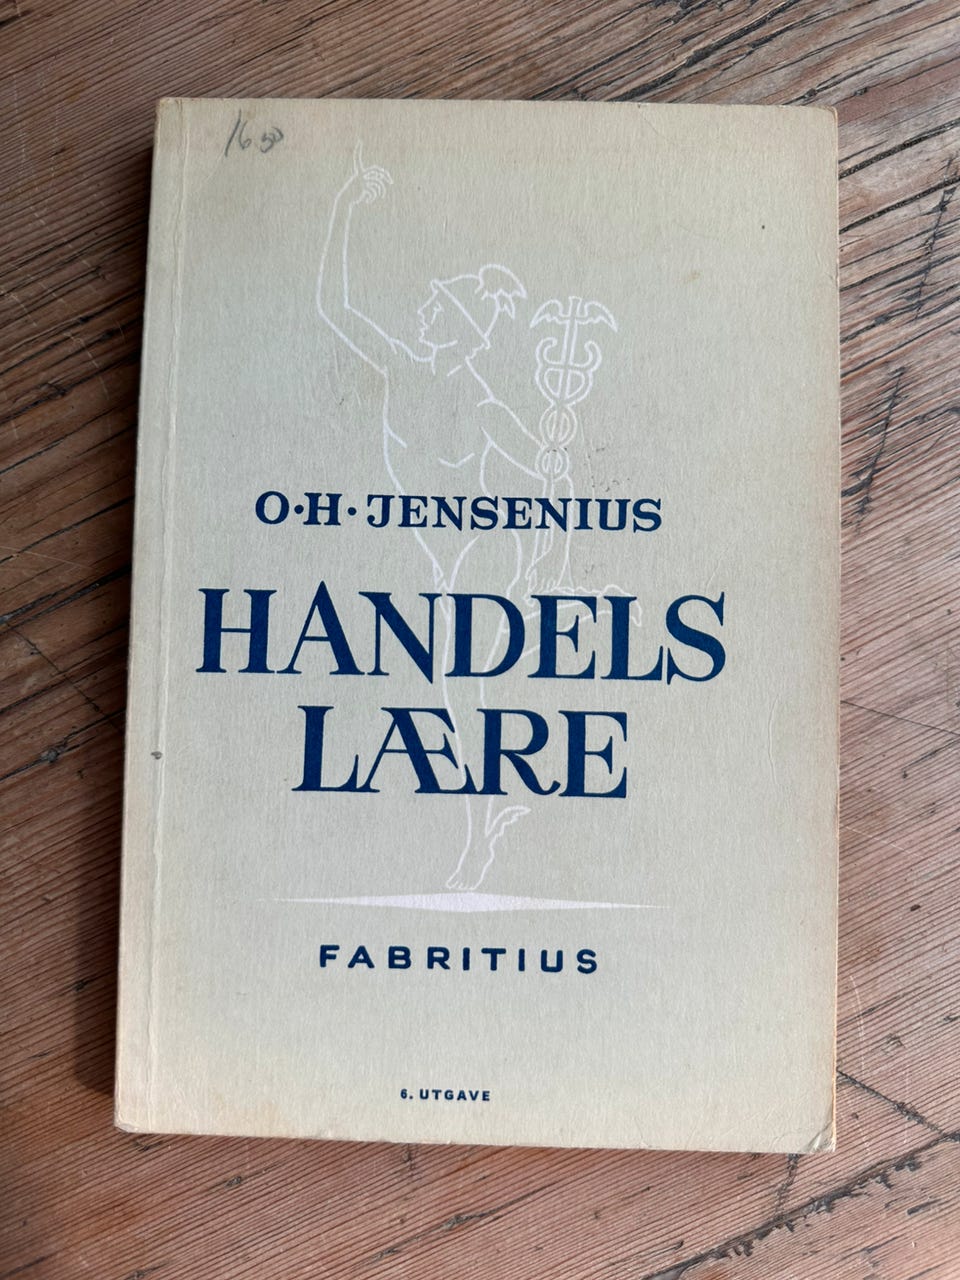 16 50
O·H·JENSENIUS
HANDELS
LÆRE
FABRITIUS
6. UTGAVE